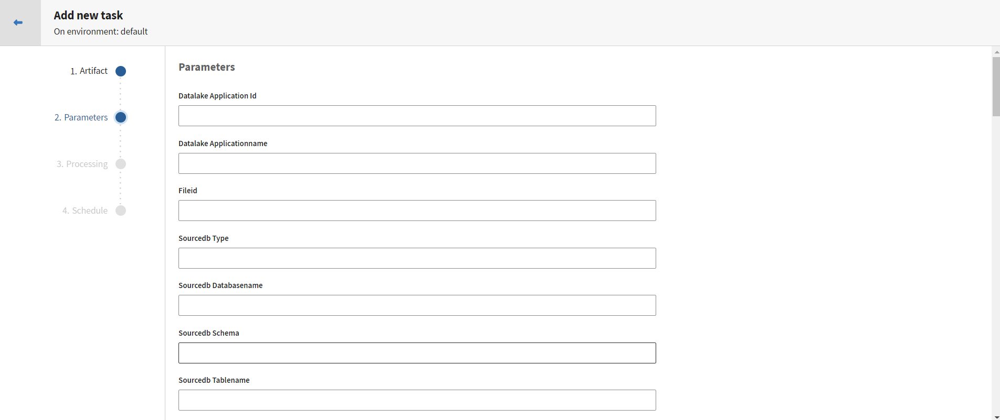 Add new task
On environment: default
1. Artifact
2. Parameters
3. Processing
4. Schedule
Parameters
Datalake Application Id
Datalake Applicationname
Fileid
Sourcedb Type
Sourcedb Databasename
Sourcedb Schema
Sourcedb Tablename